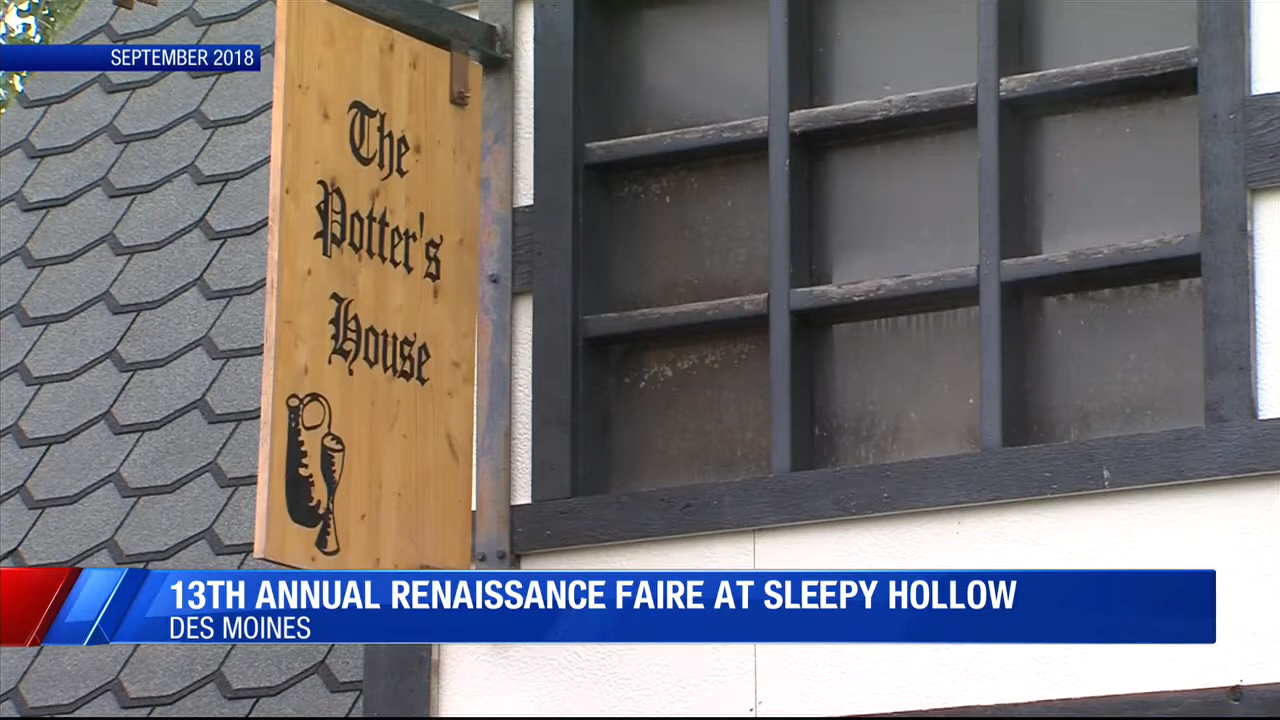 SEPTEMBER 2018
The
Potter's
House
13TH ANNUAL RENAISSANCE FAIRE AT SLEEPY HOLLOW
DES MOINES